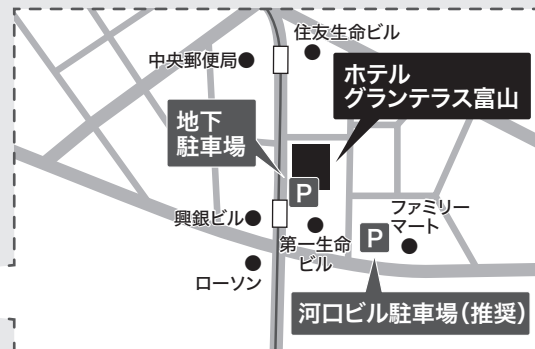 住友生命ビル
中央郵便局
ホテル
グランテラス富山
地下
駐車場
P
興銀ビル
第一生命
ビル
P
ファミリー
マート
ローソン
河口ビル駐車場(推奨)